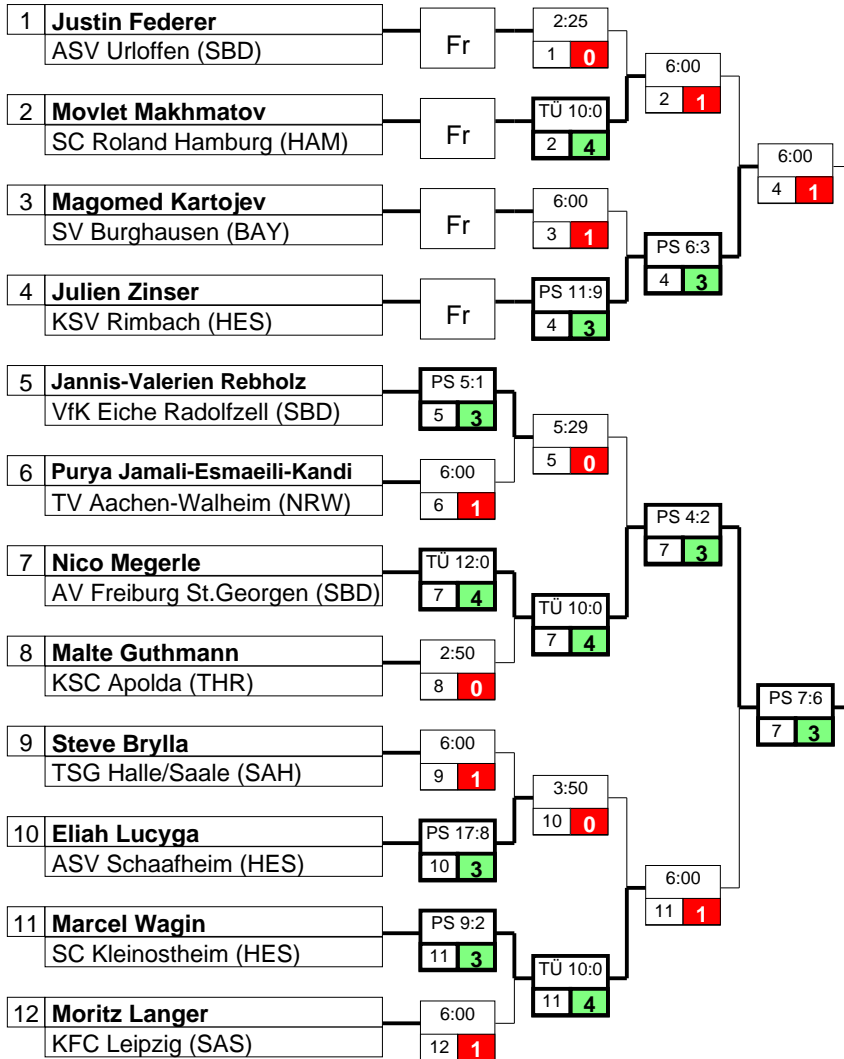 1 Justin Federer
ASV Urloffen (SBD)
Fr
2:25
1 0
6:00
2 1
2 Movlet Makhmatov
SC Roland Hamburg (HAM)
Fr
TÜ 10:0
2 4
6:00
4 1
3 Magomed Kartojev
SV Burghausen (BAY)
Fr
6:00
3 1
PS 6:3
4 3
4 Julien Zinser
KSV Rimbach (HES)
Fr
PS 11:9
4 3
5 Jannis-Valerien Rebholz
VfK Eiche Radolfzell (SBD)
PS 5:1
5 3
5:29
5 0
6 Purya Jamali-Esmaeili-Kandi
TV Aachen-Walheim (NRW)
6:00
6 1
PS 4:2
7 3
7 Nico Megerle
AV Freiburg St.Georgen (SBD)
TÜ 12:0
7 4
TÜ 10:0
7 4
8 Malte Guthmann
KSC Apolda (THR)
2:50
8 0
PS 7:6
7 3
9 Steve Brylla
TSG Halle/Saale (SAH)
6:00
9 1
3:50
10 0
10 Eliah Lucyga
ASV Schaafheim (HES)
PS 17:8
10 3
6:00
11 1
11 Marcel Wagin
SC Kleinostheim (HES)
PS 9:2
11 3
TÜ 10:0
11 4
12 Moritz Langer
KFC Leipzig (SAS)
6:00
12 1